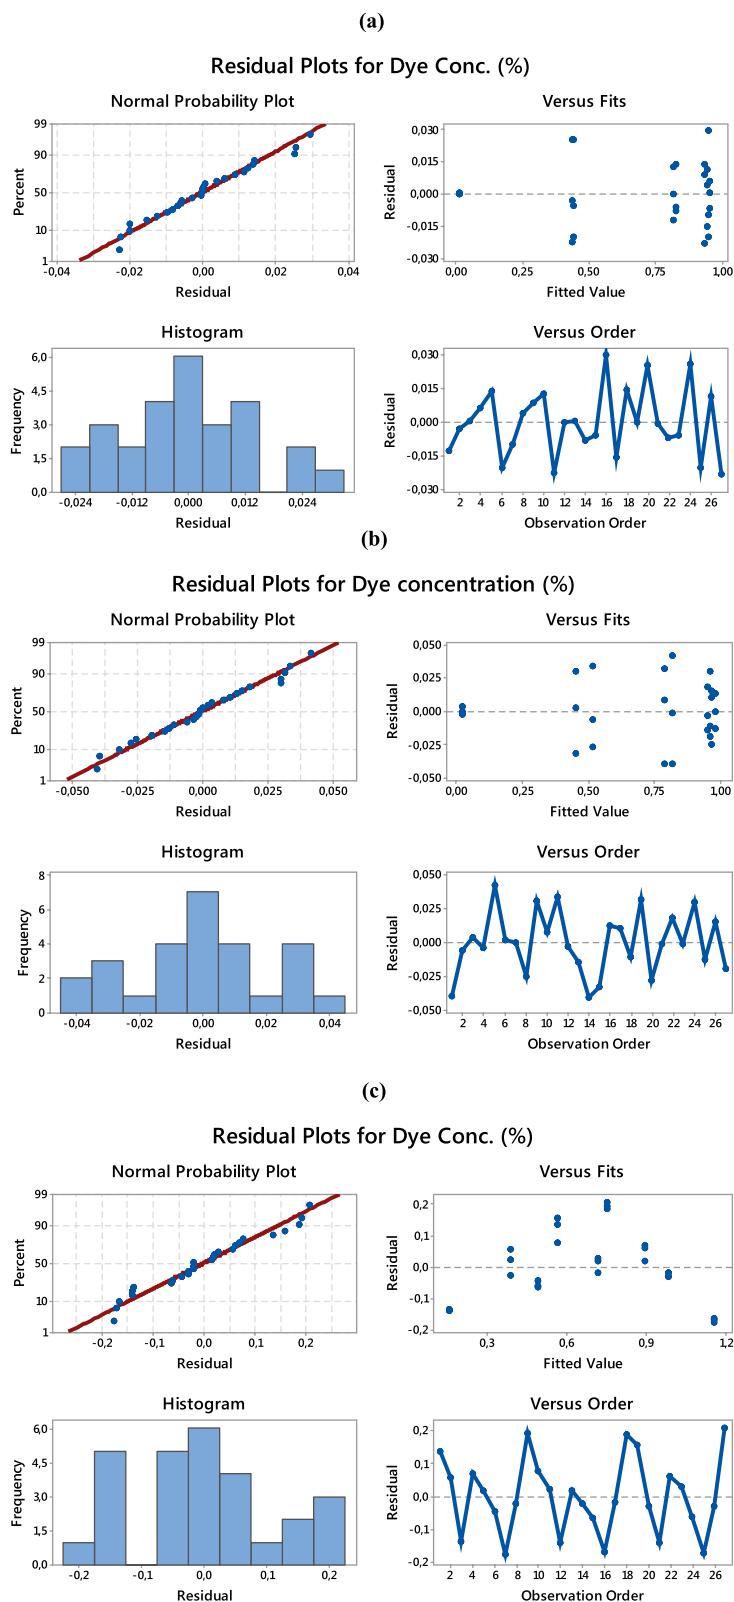 (a)
Residual Plots for Dye Conc. (%)
Normal Probability Plot
99
90
50
10
1
Percent
-0,04 -0,02 0,00 0,02 0,04
Residual
Versus Fits
0,030
0,015
0,000
-0,015
-0,030
Residual
0,00 0,25 0,50 0,75 1,00
Fitted Value
Histogram
6,0
4,5
3,0
1,5
0,0
Frequency
-0,024 -0,012 0,000 0,012 0,024
Residual
Versus Order
0,030
0,015
0,000
-0,015
-0,030
Residual
2 4 6 8 10 12 14 16 18 20 22 24 26
Observation Order
(b)
Residual Plots for Dye concentration (%)
Normal Probability Plot
99
90
50
10
1
Percent
-0,050 -0,025 0,000 0,025 0,050
Residual
Versus Fits
0,050
0,025
0,000
-0,025
-0,050
Residual
0,00 0,25 0,50 0,75 1,00
Fitted Value
Histogram
8
6
4
2
0
Frequency
-0,04 -0,02 0,00 0,02 0,04
Residual
Versus Order
0,050
0,025
0,000
-0,025
-0,050
Residual
2 4 6 8 10 12 14 16 18 20 22 24 26
Observation Order
(c)
Residual Plots for Dye Conc. (%)
Normal Probability Plot
99
90
50
10
1
Percent
-0,2 -0,1 0,0 0,1 0,2
Residual
Versus Fits
0,2
0,1
0,0
-0,1
-0,2
Residual
0,3 0,6 0,9 1,2
Fitted Value
Histogram
6,0
4,5
3,0
1,5
0,0
Frequency
-0,2 -0,1 0,0 0,1 0,2
Residual
Versus Order
0,2
0,1
0,0
-0,1
-0,2
Residual
2 4 6 8 10 12 14 16 18 20 22 24 26
Observation Order